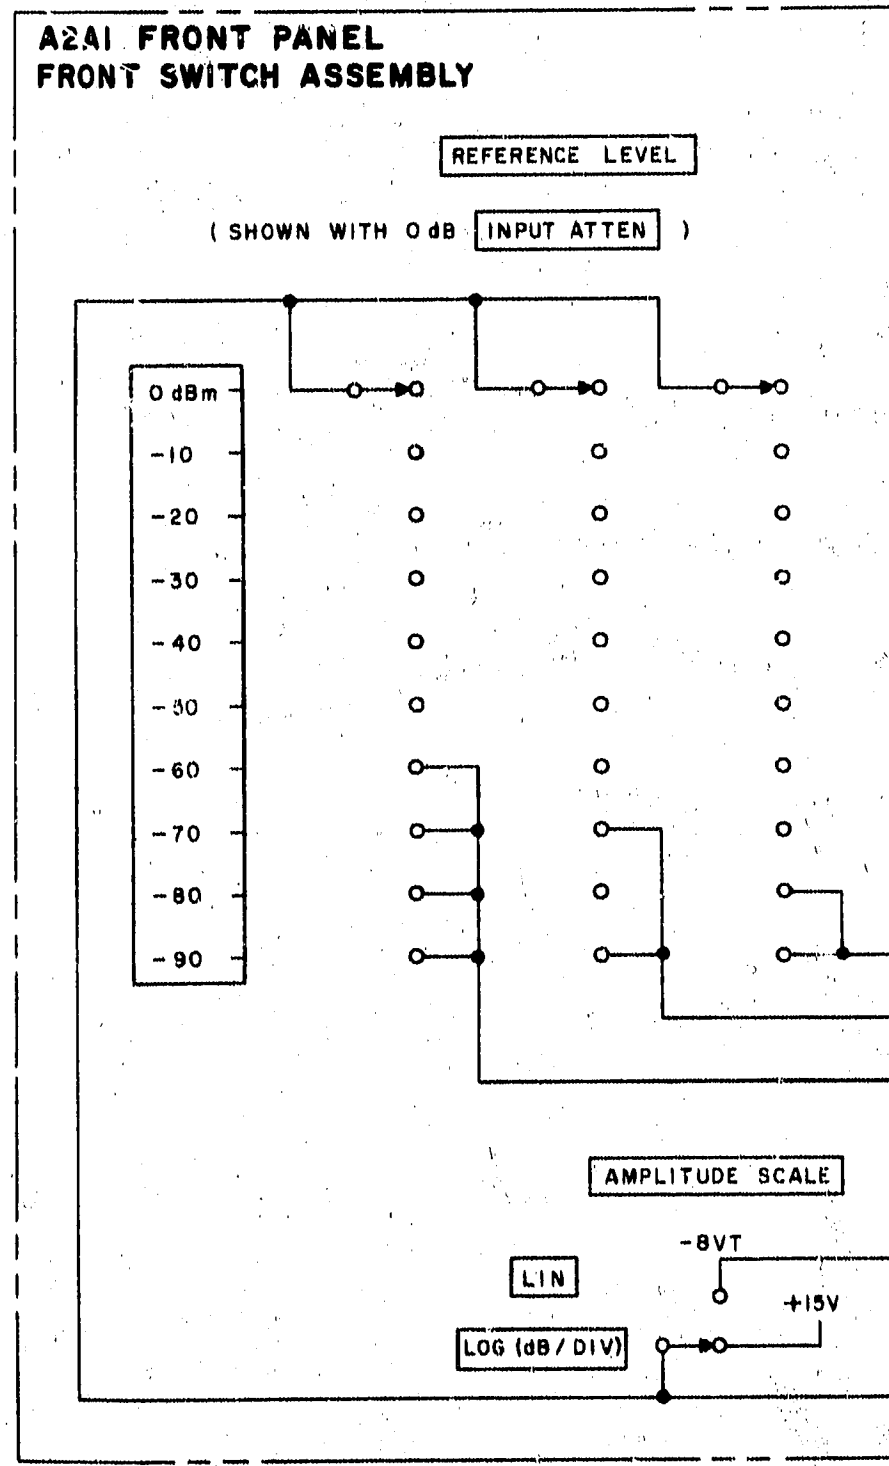 A2A1 FRONT PANEL
FRONT SWITCH ASSEMBLY
REFERENCE LEVEL
( SHOWN WITH 0 dB INPUT ATTEN )
0 dBm
-10
-20
-30
-40
-50
-60
-70
-80
-90
AMPLITUDE SCALE
-8VT
LIN
+15V
LOG (dB / DIV)